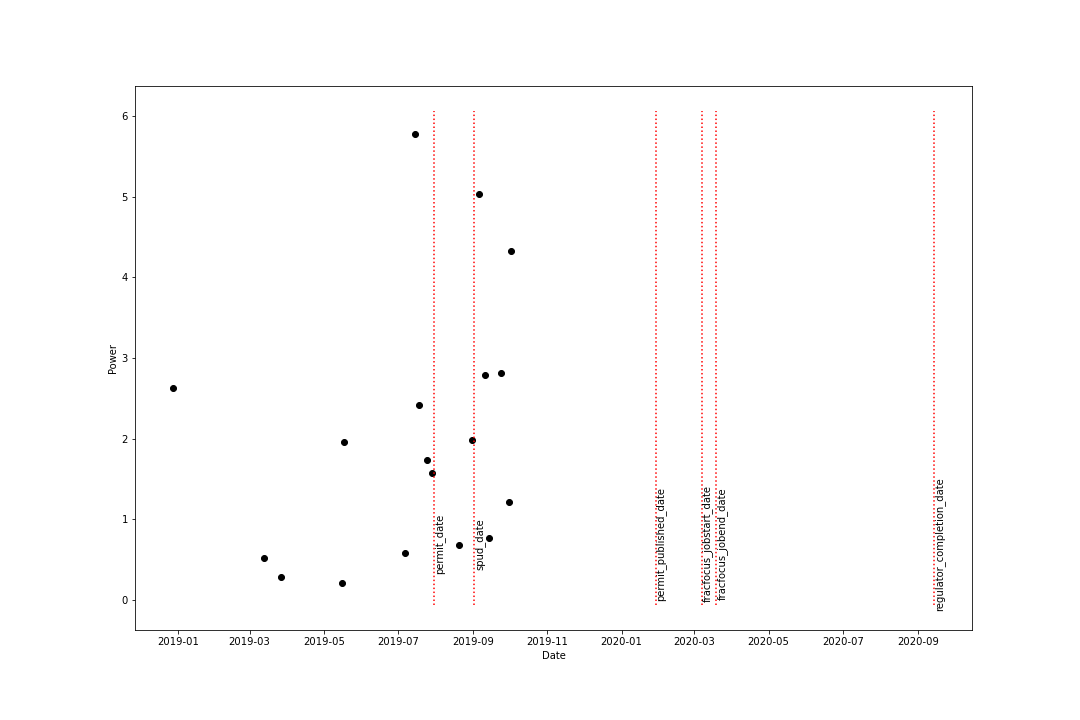 6
5
4
3
2
1
0
Power
permit_date
spud_date
permit_published_date
fracfocus_jobstart_date
fracfocus_jobend_date
regulator_completion_date
2019-01
2019-03
2019-05
2019-07
2019-09
2019-11
2020-01
2020-03
2020-05
2020-07
2020-09
Date